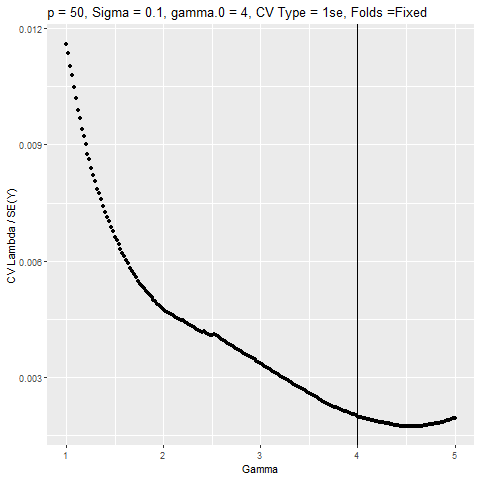 p = 50, Sigma = 0.1, gamma.0 = 4, CV Type = 1se, Folds =Fixed
0.012
0.009
0.006
0.003
CV Lambda / SE(Y)
1 2 3 4 5
Gamma